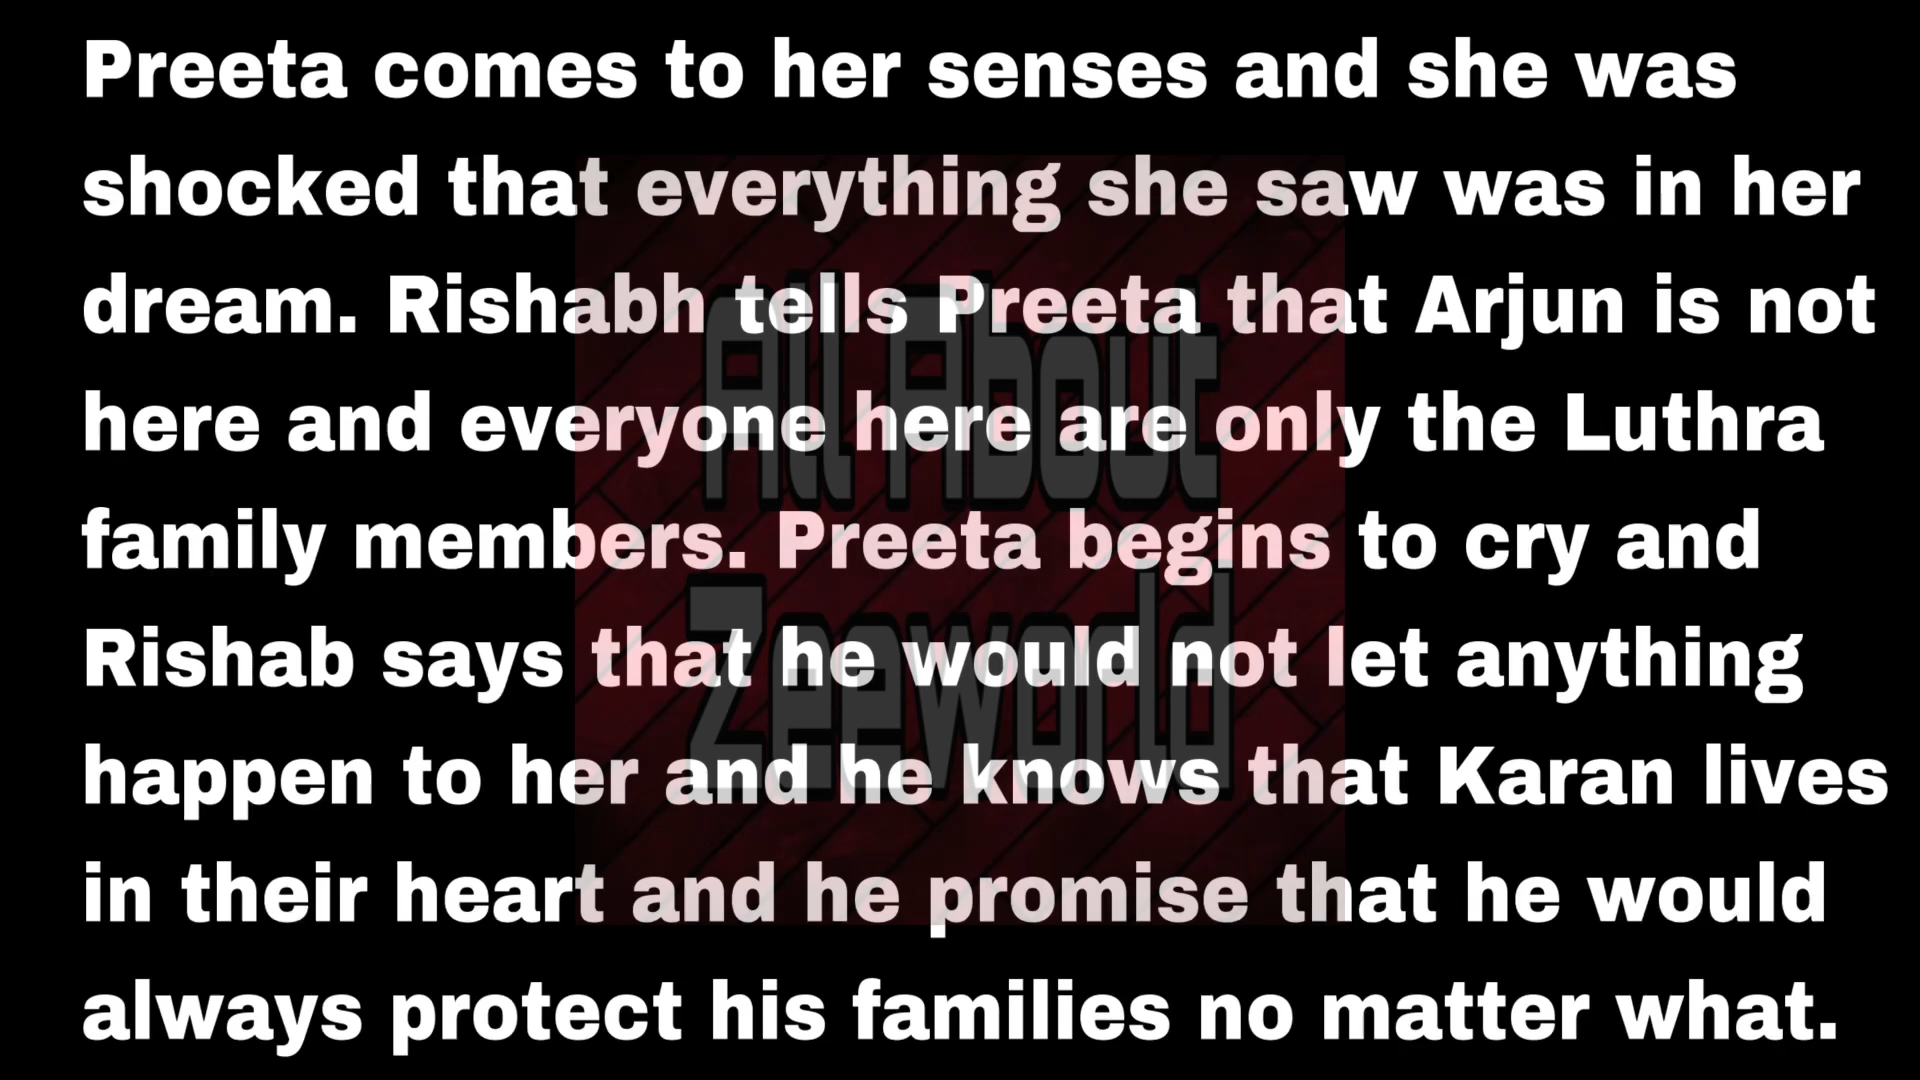 Preeta comes to her senses and she was
shocked that everything she saw was in her
dream. Rishabh tells Preeta that Arjun is not
here and everyone here are only the Luthra
family members. Preeta begins to cry and
Rishab says that he would not let anything
happen to her and he knows that Karan lives
in their heart and he promise that he would
always protect his families no matter what.
All About
Zeeworld